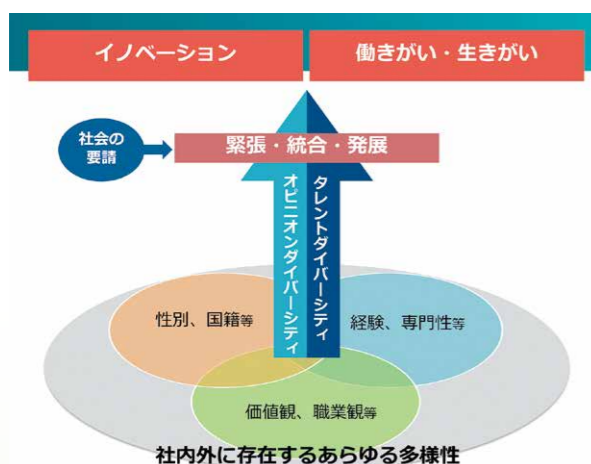 イノベーション
働きがい・生きがい
社会の
要請
緊張・統合・発展
オピニオンダイバーシティ
タレントダイバーシティ
性別、国籍等
経験、専門性等
価値観、職業観等
社内外に存在するあらゆる多様性